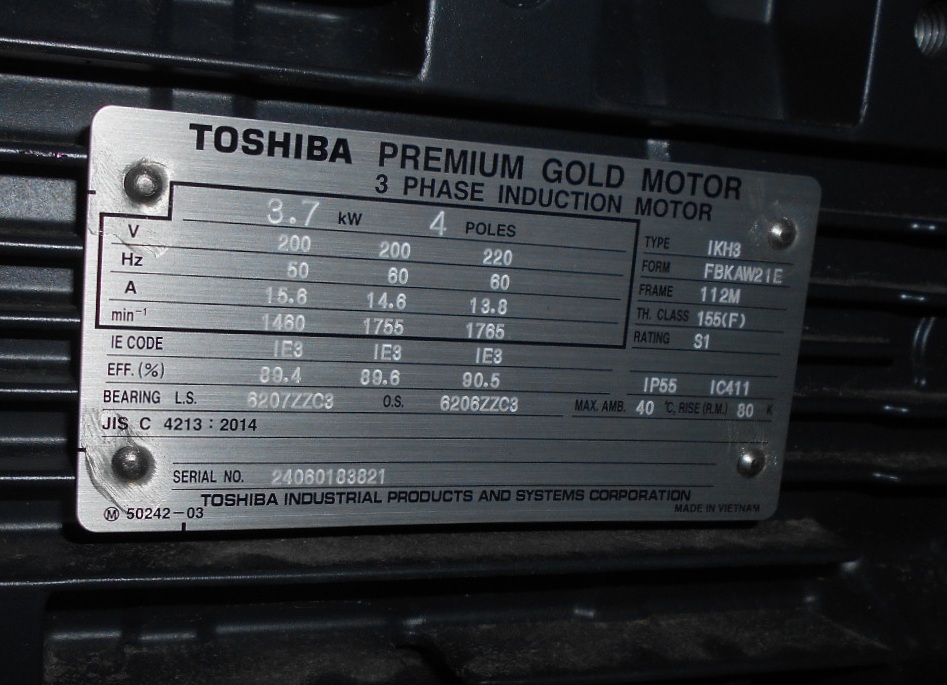 TOSHIBA PREMIUM GOLD MOTOR
3 PHASE INDUCTION MOTOR
3.7 kW 4 POLES
V 200 200 220
Hz 50 60 60
A 15.6 14.6 13.8
min⁻¹ 1460 1755 1765
IE CODE IE3 IE3 IE3
EFF.(%) 89.4 89.6 90.5
BEARING L.S. 6207ZZC3 O.S. 6206ZZC3
JIS C 4213 : 2014
TYPE IKH3
FORM FBKAW21E
FRAME 112M
TH. CLASS 155(F)
RATING S1
IP55 IC411
MAX. AMB. 40 °C, RISE (R.M.) 80 K
SERIAL NO. 24060183821
TOSHIBA INDUSTRIAL PRODUCTS AND SYSTEMS CORPORATION
Ⓜ 50242-03
MADE IN VIETNAM